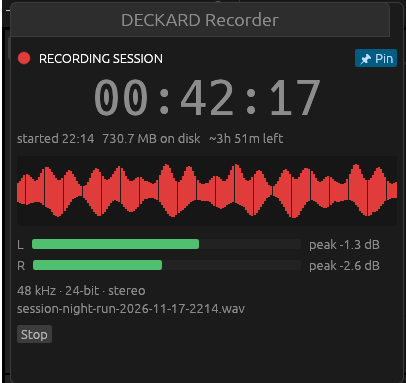 DECKARD Recorder
RECORDING SESSION Pin
00:42:17
started 22:14 730.7 MB on disk ~3h 51m left
L peak -1.3 dB
R peak -2.6 dB
48 kHz · 24-bit · stereo
session-night-run-2026-11-17-2214.wav
Stop